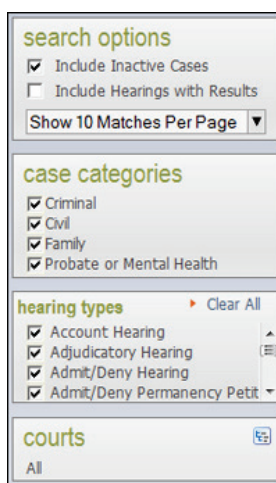 search options
Include Inactive Cases
Include Hearings with Results
Show 10 Matches Per Page
case categories
Criminal
Civil
Family
Probate or Mental Health
hearing types Clear All
Account Hearing
Adjudicatory Hearing
Admit/Deny Hearing
Admit/Deny Permanency Petit
courts
All